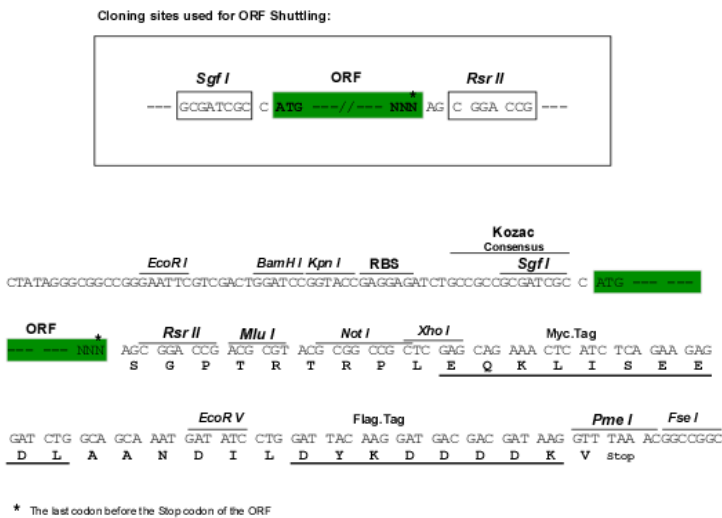 Cloning sites used for ORF Shuttling:
Sgf I ORF Rsr II
*
--- GCGATCGC C ATG ---//--- NNN AG C GGA CCG ---
Kozac
Consensus
EcoR I BamH I Kpn I RBS Sgf I
CTATAGGGCGGCCGGGAATTCGTCGACTGGATCCGGTACCGAGGAGATCTGCCGCCGCGATCGC C ATG --- ---
ORF Rsr II Mlu I Not I Xho I Myc.Tag
*
--- --- NNN AGC GGA CCG ACG CGT ACG CGG CCG CTC GAG CAG AAA CTC ATC TCA GAA GAG
S G P T R T R P L E Q K L I S E E
EcoR V Flag.Tag Pme I Fse I
GAT CTG GCA GCA AAT GAT ATC CTG GAT TAC AAG GAT GAC GAC GAT AAG GTT TAA ACGGCCGGC
D L A A N D I L D Y K D D D D K V Stop
* The last codon before the Stop codon of the ORF